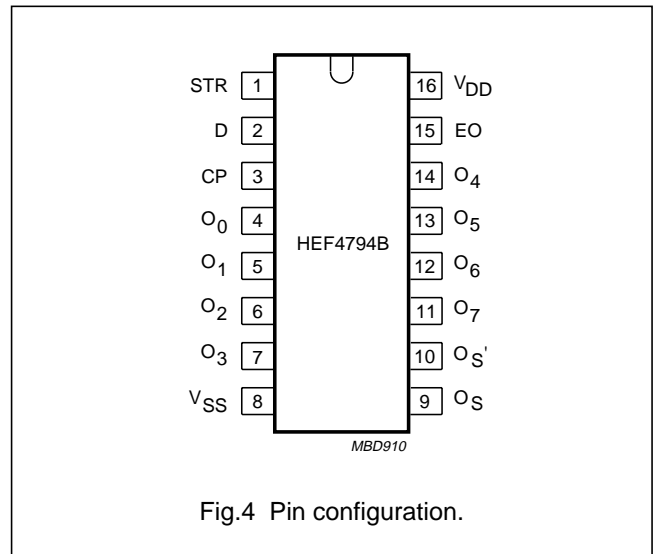 STR 1 16 VDD
D 2 15 EO
CP 3 14 O4
O0 4 13 O5
HEF4794B
O1 5 12 O6
O2 6 11 O7
O3 7 10 OS'
VSS 8 9 OS
MBD910
Fig.4 Pin configuration.